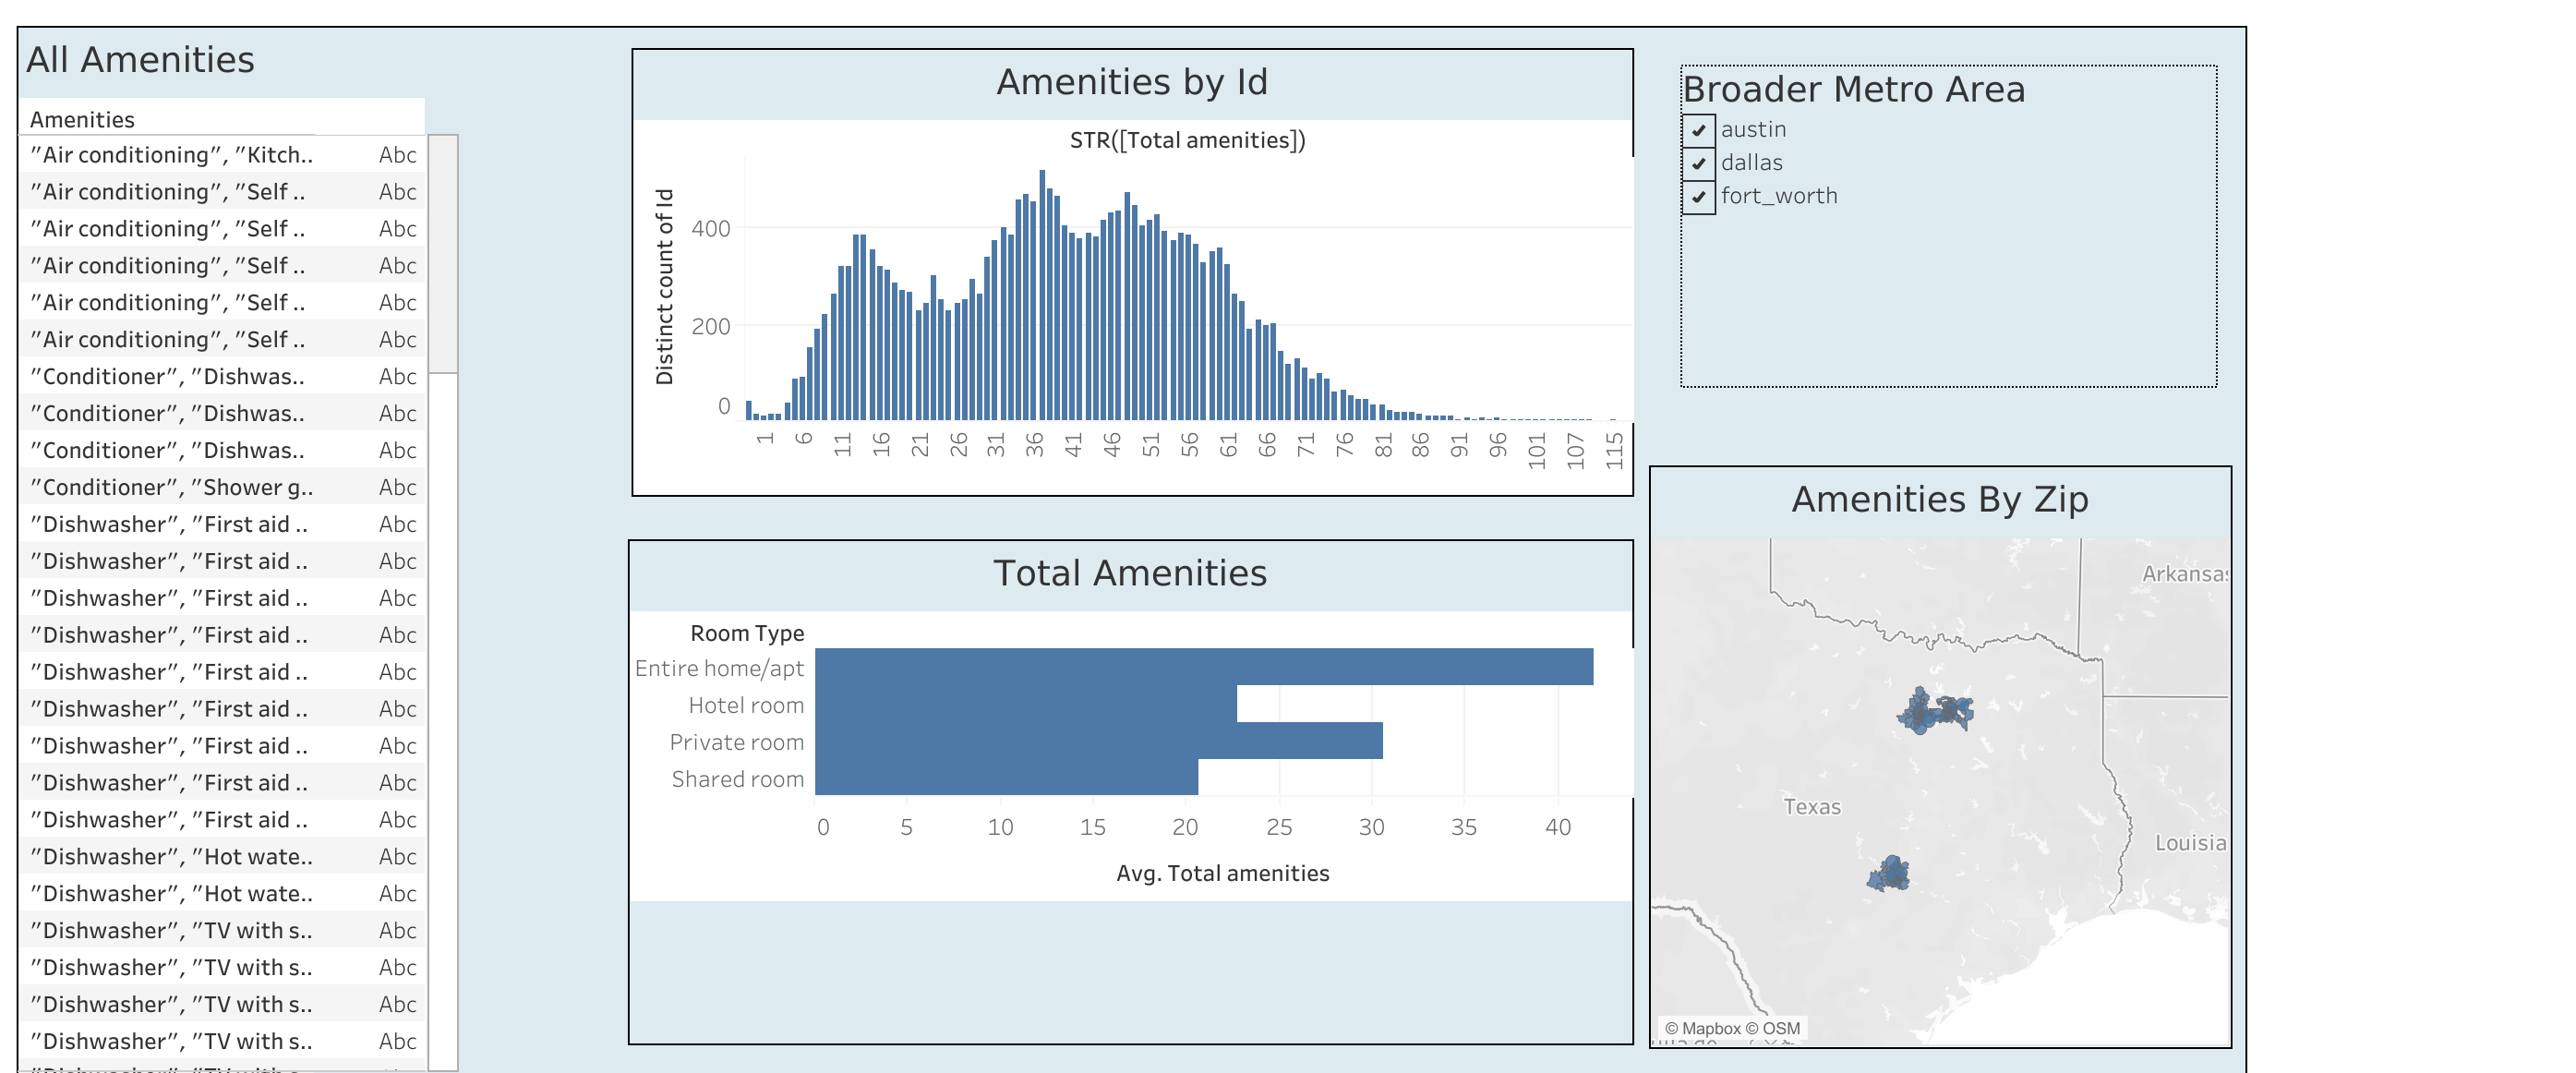 All Amenities
Amenities
"Air conditioning", "Kitch.. Abc
"Air conditioning", "Self .. Abc
"Air conditioning", "Self .. Abc
"Air conditioning", "Self .. Abc
"Air conditioning", "Self .. Abc
"Air conditioning", "Self .. Abc
"Conditioner", "Dishwas.. Abc
"Conditioner", "Dishwas.. Abc
"Conditioner", "Dishwas.. Abc
"Conditioner", "Shower g.. Abc
"Dishwasher", "First aid .. Abc
"Dishwasher", "First aid .. Abc
"Dishwasher", "First aid .. Abc
"Dishwasher", "First aid .. Abc
"Dishwasher", "First aid .. Abc
"Dishwasher", "First aid .. Abc
"Dishwasher", "First aid .. Abc
"Dishwasher", "First aid .. Abc
"Dishwasher", "First aid .. Abc
"Dishwasher", "Hot wate.. Abc
"Dishwasher", "Hot wate.. Abc
"Dishwasher", "TV with s.. Abc
"Dishwasher", "TV with s.. Abc
"Dishwasher", "TV with s.. Abc
"Dishwasher", "TV with s.. Abc
Amenities by Id
STR([Total amenities])
Distinct count of Id
400
200
0
1 6 11 16 21 26 31 36 41 46 51 56 61 66 71 76 81 86 91 96 101 107 115
Total Amenities
Room Type
Entire home/apt
Hotel room
Private room
Shared room
0 5 10 15 20 25 30 35 40
Avg. Total amenities
Broader Metro Area
austin
dallas
fort_worth
Amenities By Zip
Arkansas
Texas
Louisia
© Mapbox © OSM